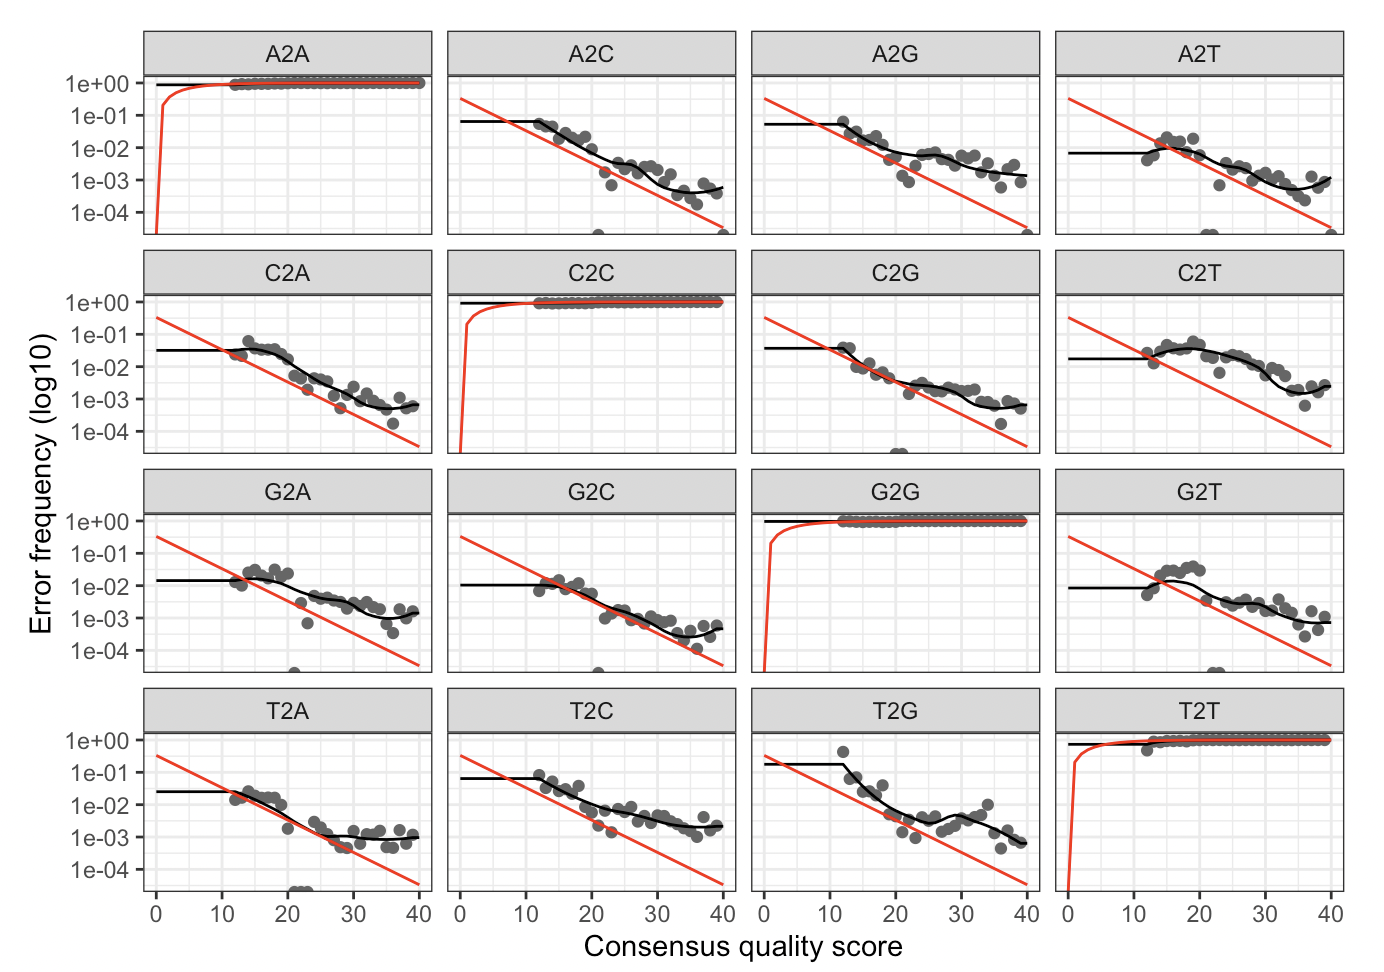 A2A A2C A2G A2T
1e+00
1e-01
1e-02
1e-03
1e-04
C2A C2C C2G C2T
1e+00
1e-01
1e-02
1e-03
1e-04
G2A G2C G2G G2T
1e+00
1e-01
1e-02
1e-03
1e-04
T2A T2C T2G T2T
1e+00
1e-01
1e-02
1e-03
1e-04
0 10 20 30 40 0 10 20 30 40 0 10 20 30 40 0 10 20 30 40
Consensus quality score
Error frequency (log10)